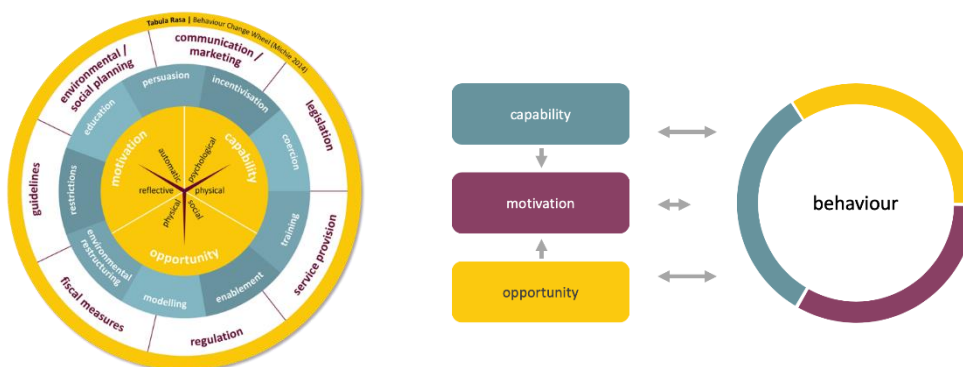 Tabula Rasa | Behaviour Change Wheel (Michie 2014)
environmental /
social planning
communication /
marketing
legislation
service provision
regulation
fiscal measures
guidelines
education
persuasion
incentivisation
coercion
training
enablement
modelling
environmental
restructuring
restrictions
motivation
capability
opportunity
automatic
reflective
psychological
physical
physical
social
capability
motivation
opportunity
behaviour